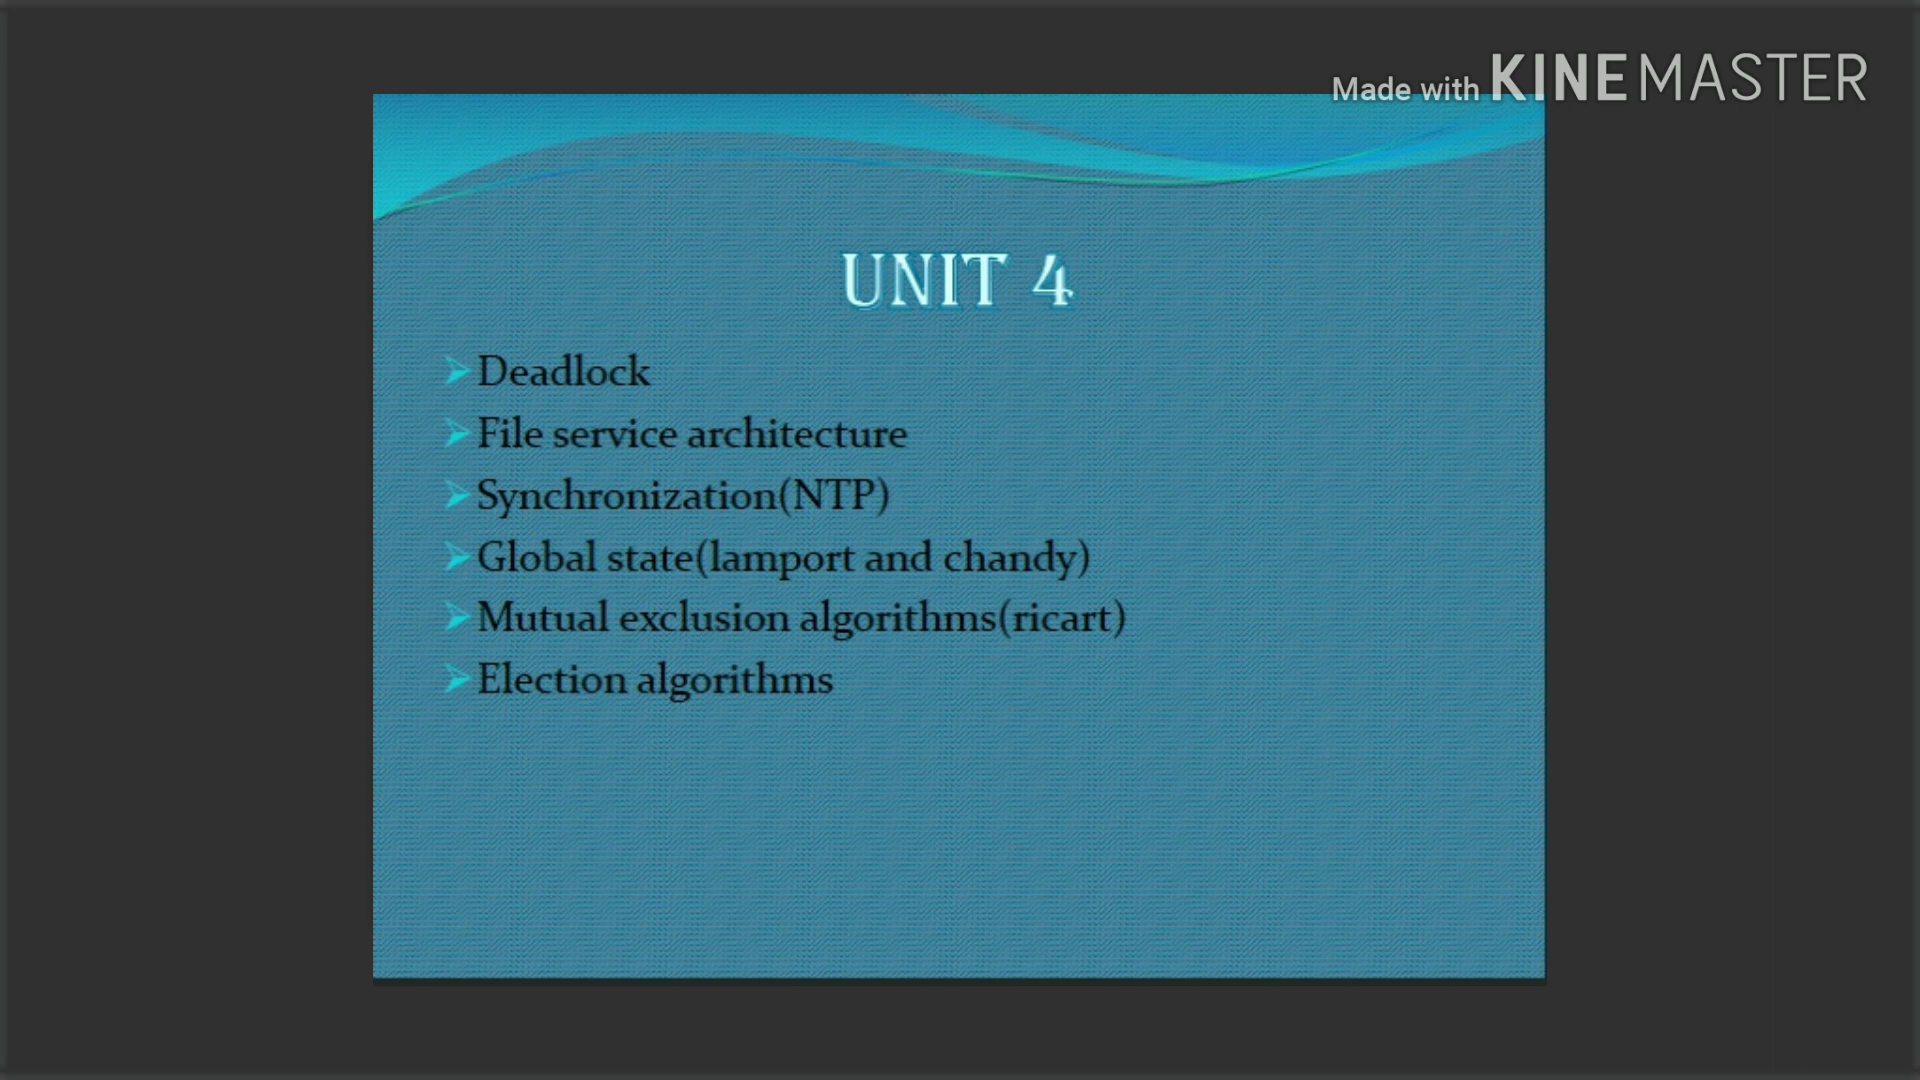 Made with KINEMASTER
UNIT 4
Deadlock
File service architecture
Synchronization(NTP)
Global state(lamport and chandy)
Mutual exclusion algorithms(ricart)
Election algorithms